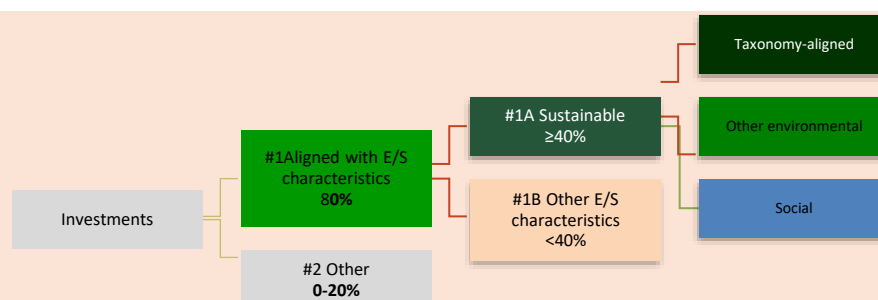 Taxonomy-aligned
#1A Sustainable
≥40%
Other environmental
#1Aligned with E/S
characteristics
80%
#1B Other E/S
characteristics
<40%
Social
Investments
#2 Other
0-20%